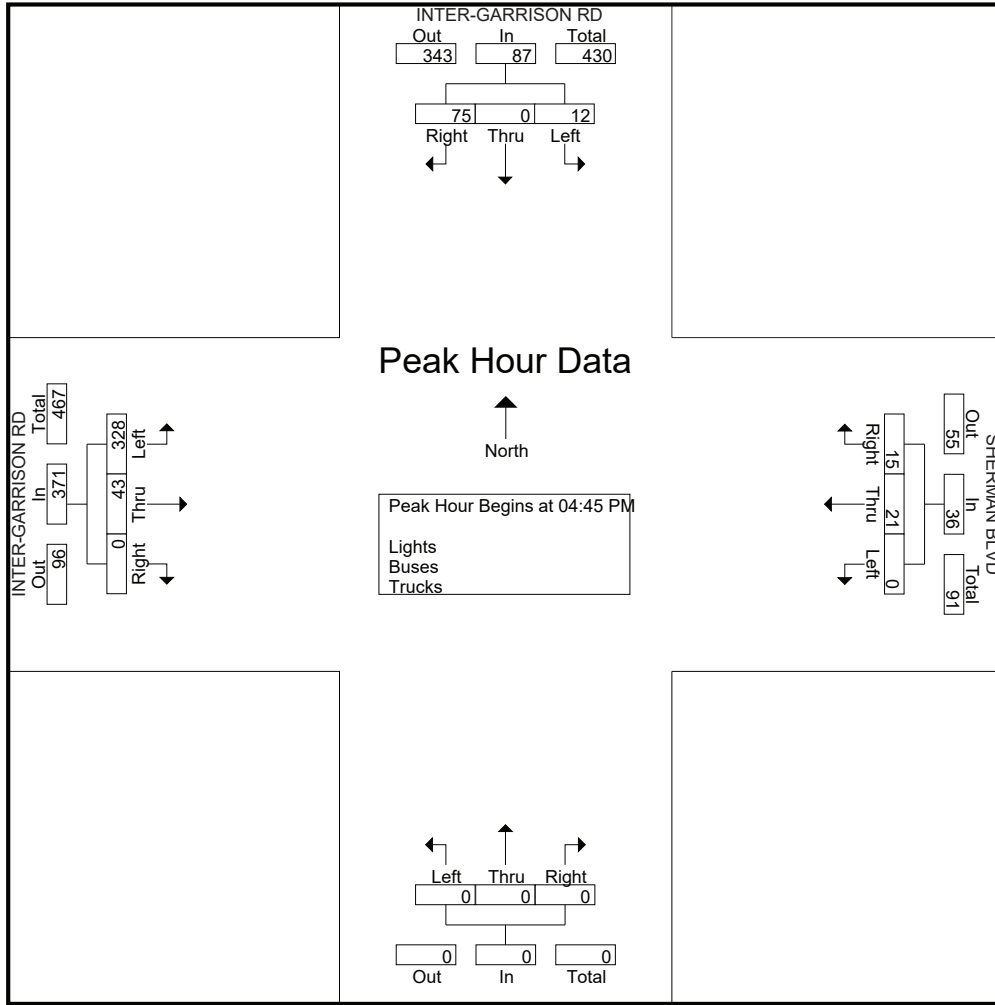 INTER-GARRISON RD
Out In Total
343 87 430
75 0 12
Right Thru Left
Peak Hour Data
North
Peak Hour Begins at 04:45 PM
Lights
Buses
Trucks
INTER-GARRISON RD
Out In Total
96 371 467
Left Thru Right
328 43 0
SHERMAN BLVD
Out In Total
55 36 91
Right Thru Left
15 21 0
Left Thru Right
0 0 0
0 0 0
Out In Total